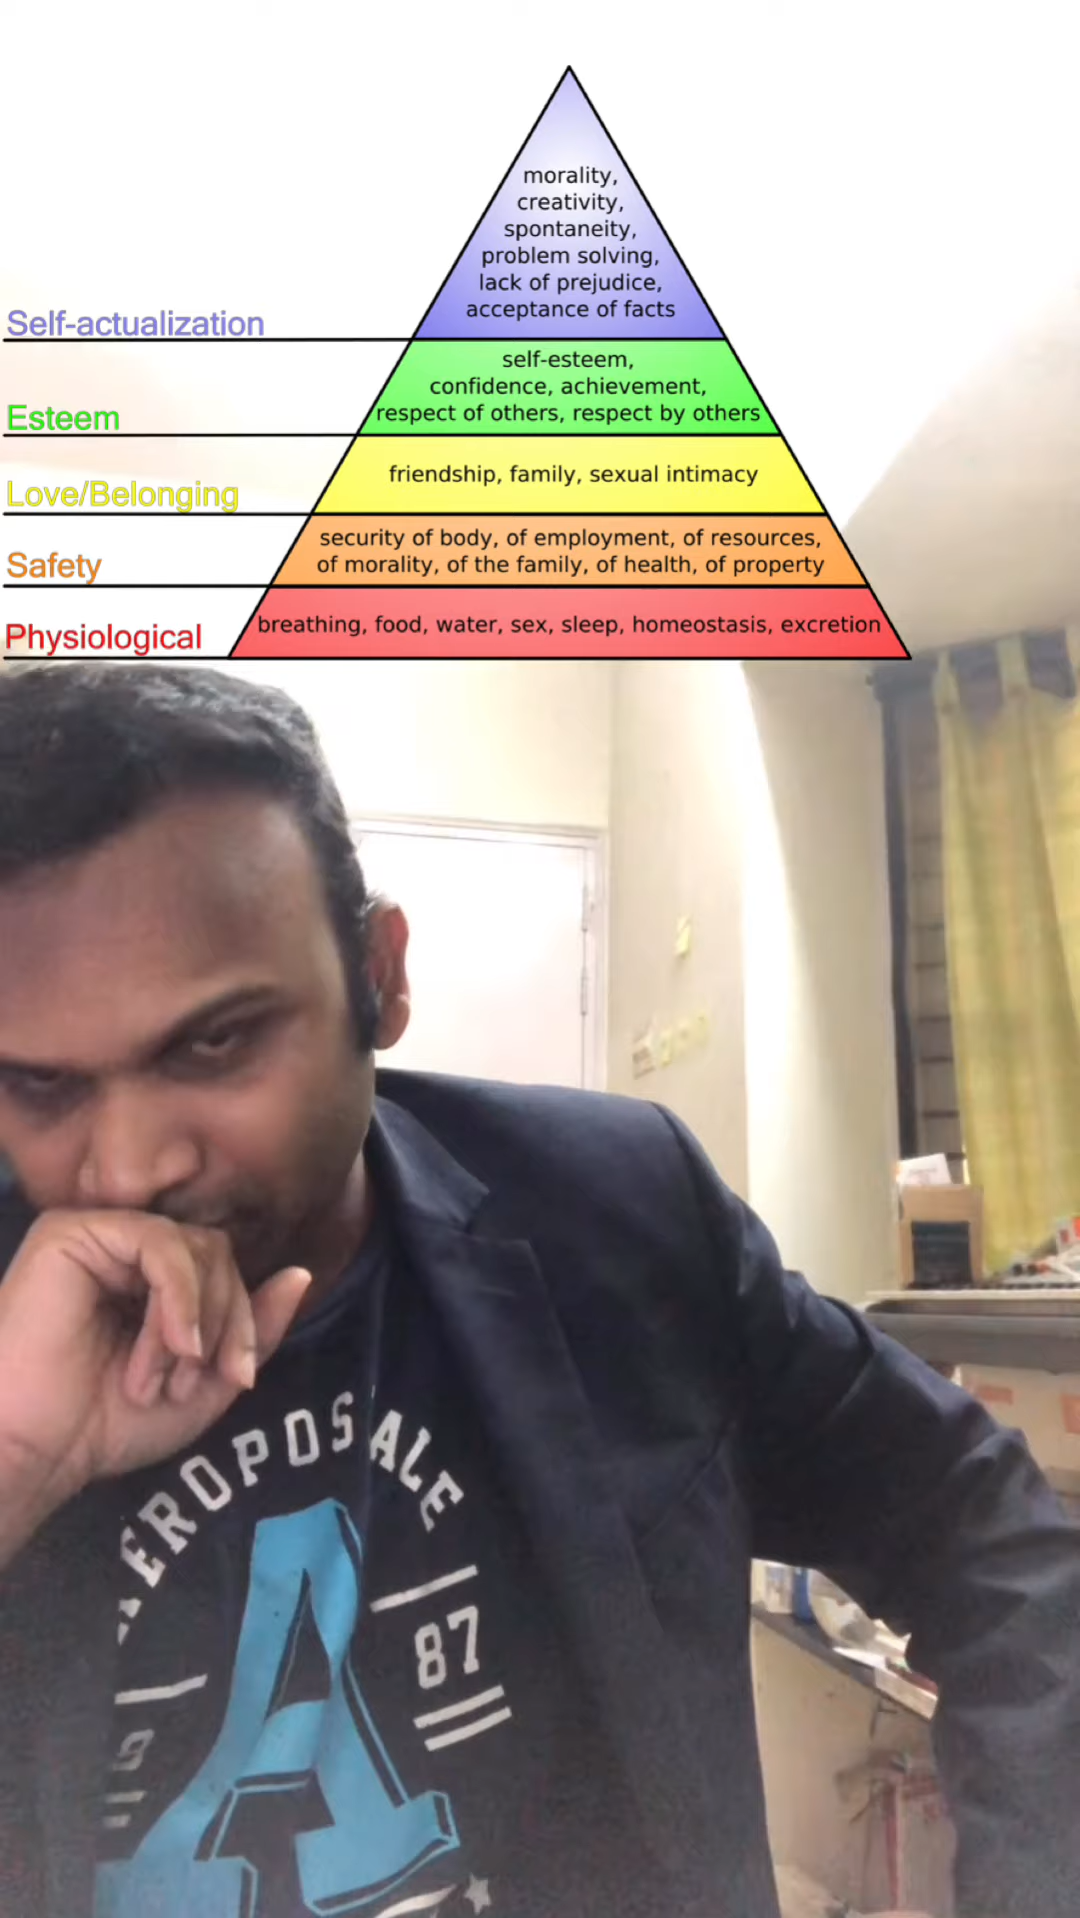 morality,
creativity,
spontaneity,
problem solving,
lack of prejudice,
acceptance of facts
Self-actualization
self-esteem,
confidence, achievement,
respect of others, respect by others
Esteem
friendship, family, sexual intimacy
Love/Belonging
security of body, of employment, of resources,
of morality, of the family, of health, of property
Safety
breathing, food, water, sex, sleep, homeostasis, excretion
Physiological
EROPOSALE
A
87